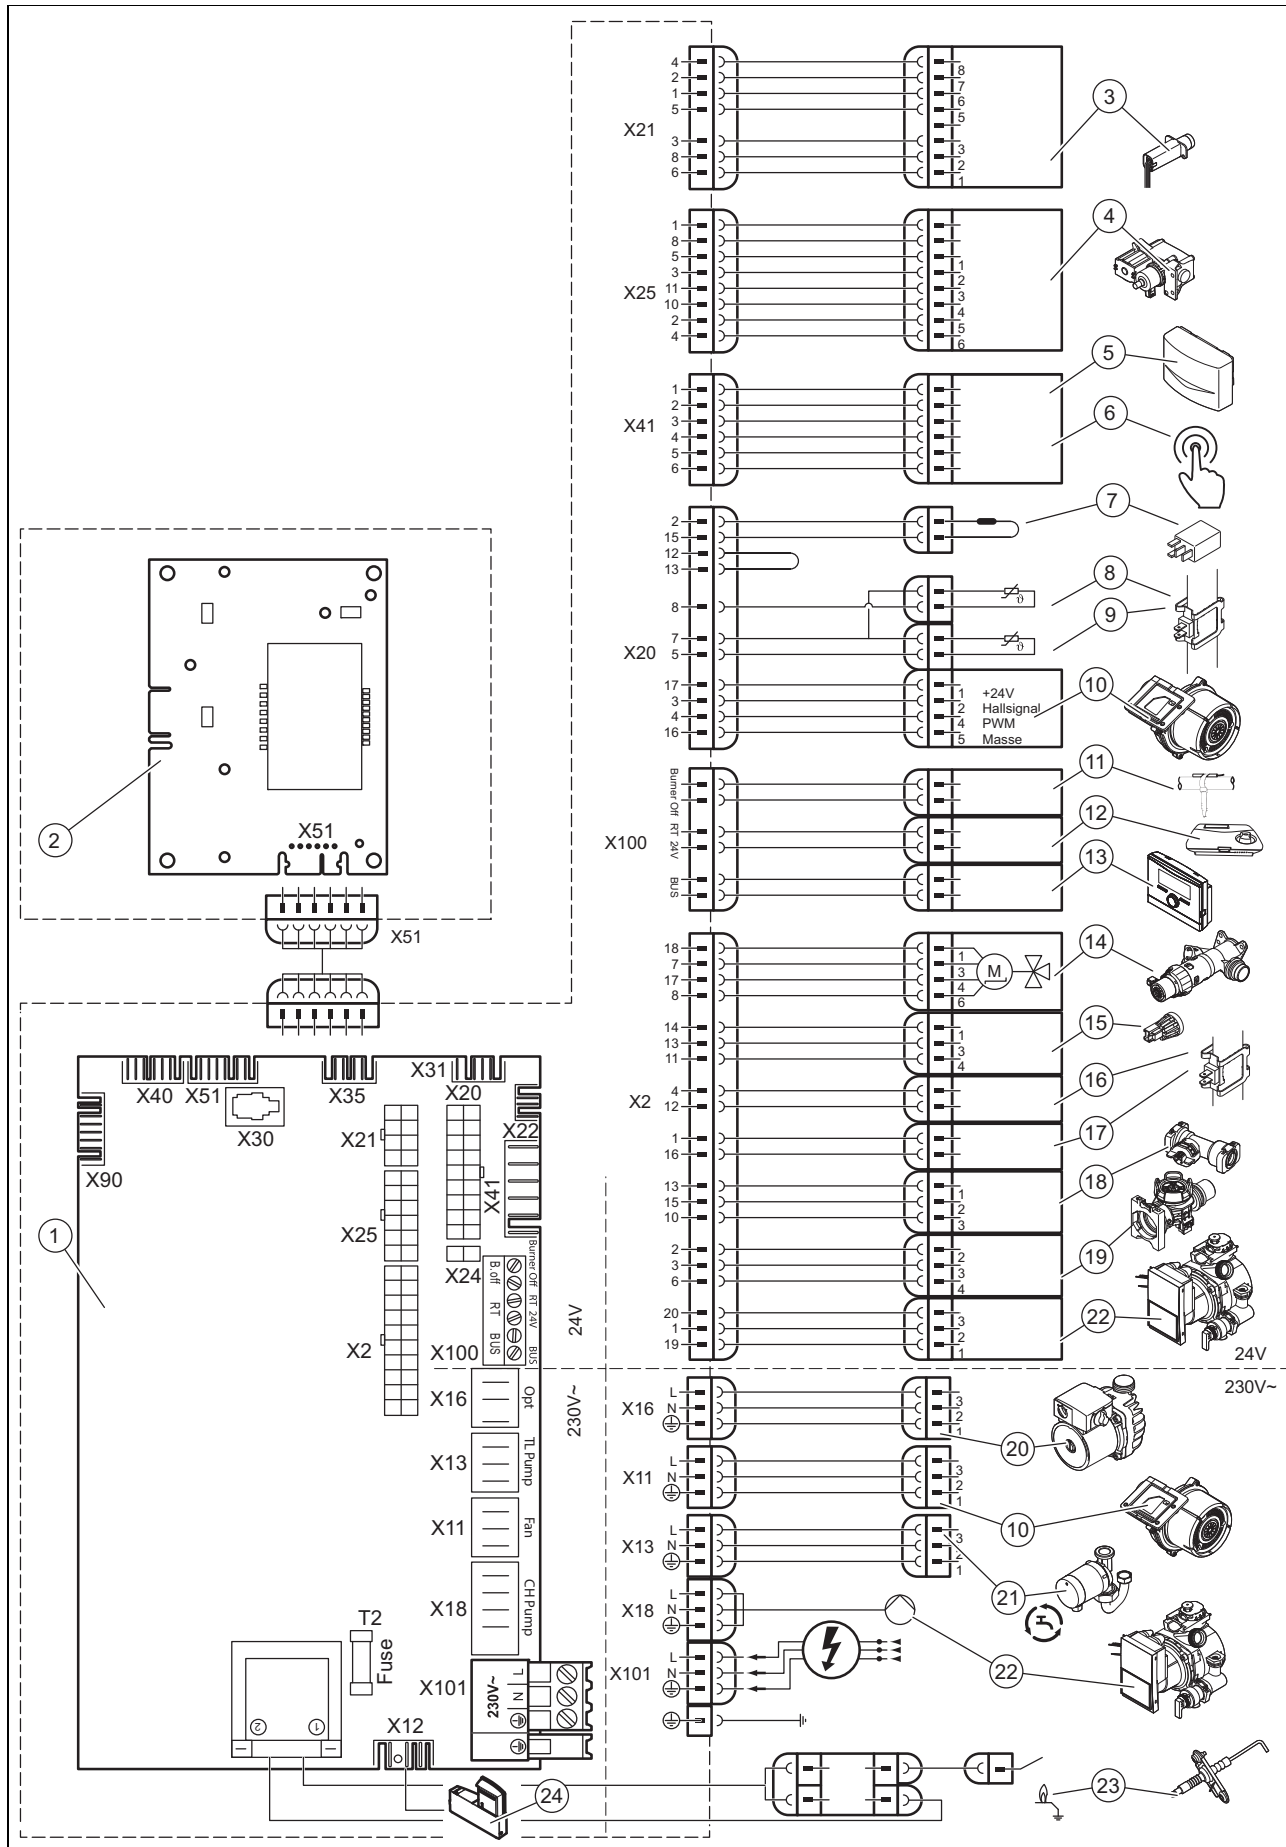 X21
4
2
1
5
3
8
6
8
7
6
5
3
2
1
3
X25
1
8
5
3
11
10
2
4
1
2
3
4
5
6
4
X41
1
2
3
4
5
6
5
6
X20
2
15
12
13
8
7
5
17
3
4
16
ϑ
ϑ
1 +24V
2 Hallsignal
4 PWM
5 Masse
7
8
9
10
X100
Burner Off
RT 24V
BUS
11
12
13
X2
18
7
17
8
14
13
11
4
12
1
16
13
15
10
2
3
6
20
1
19
1
3
4
6
M
1
3
4
1
2
3
2
3
4
3
2
1
14
15
16
17
18
19
22
24V
230V~
X16
L
N
3
2
1
20
X11
L
N
3
2
1
10
X13
L
N
3
2
1
21
X18
L
N
X101
L
N
22
23
24
2
X51
X51
1
X40
X51
X35
X31
X30
X20
X22
X21
X90
X41
X25
X24
X2
X100
B.off
RT
BUS
Burner Off
RT 24V
BUS
24V
230V~
X16
Opt
X13
TL Pump
X11
Fan
X18
CH Pump
T2
Fuse
X101
230V~
L
N
X12
2
1